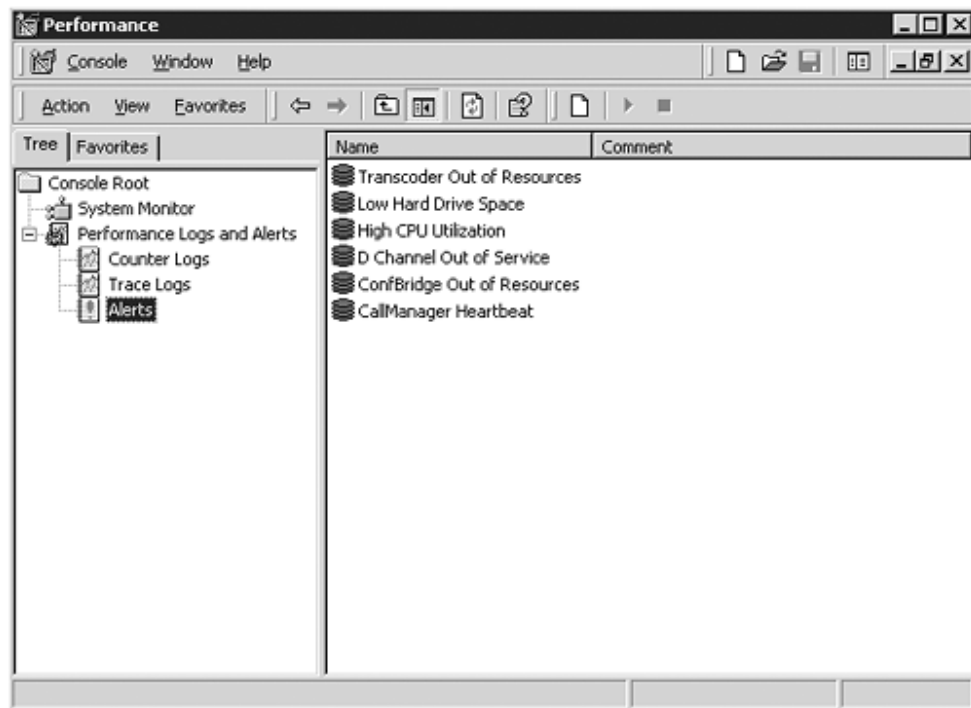 Performance
Console Window Help
Action View Favorites
Tree Favorites
Name Comment
Console Root
System Monitor
Performance Logs and Alerts
Counter Logs
Trace Logs
Alerts
Transcoder Out of Resources
Low Hard Drive Space
High CPU Utilization
D Channel Out of Service
ConfBridge Out of Resources
CallManager Heartbeat